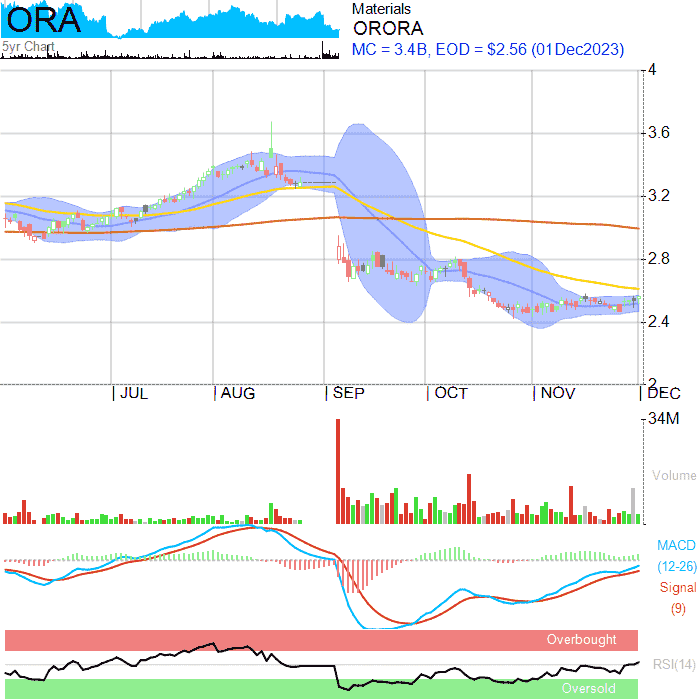 ORA
5yr Chart
Materials
ORORA
MC = 3.4B, EOD = $2.56 (01Dec2023)
4
3.6
3.2
2.8
2.4
2
JUL AUG SEP OCT NOV DEC
34M
Volume
MACD
(12-26)
Signal
(9)
Overbought
RSI(14)
Oversold